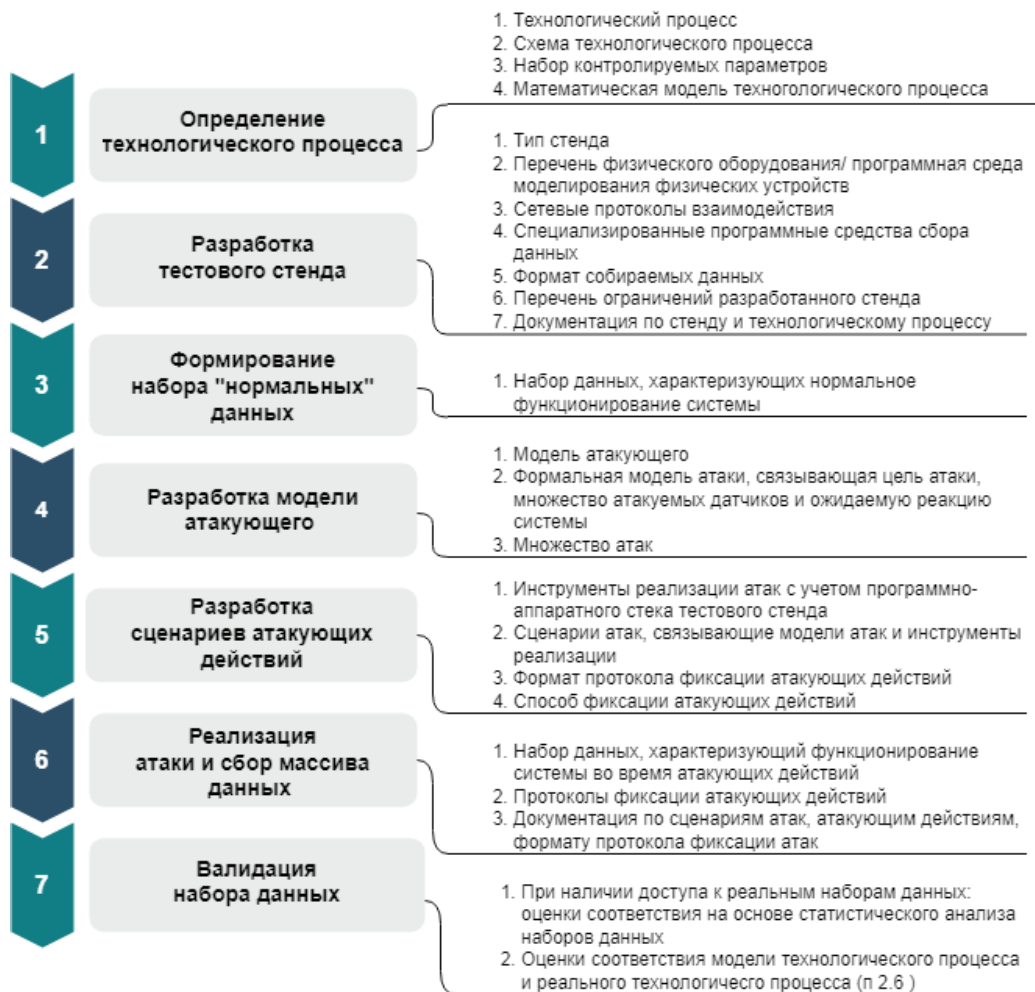 1
Определение
технологического процесса
1. Технологический процесс
2. Схема технологического процесса
3. Набор контролируемых параметров
4. Математическая модель техногологического процесса
2
Разработка
тестового стенда
1. Тип стенда
2. Перечень физического оборудования/ программная среда
моделирования физических устройств
3. Сетевые протоколы взаимодействия
4. Специализированные программные средства сбора
данных
5. Формат собираемых данных
6. Перечень ограничений разработанного стенда
7. Документация по стенду и технологическому процессу
3
Формирование
набора "нормальных"
данных
1. Набор данных, характеризующих нормальное
функционирование системы
4
Разработка модели
атакующего
1. Модель атакующего
2. Формальная модель атаки, связывающая цель атаки,
множество атакуемых датчиков и ожидаемую реакцию
системы
3. Множество атак
5
Разработка
сценариев атакующих
действий
1. Инструменты реализации атак с учетом программно-
аппаратного стека тестового стенда
2. Сценарии атак, связывающие модели атак и инструменты
реализации
3. Формат протокола фиксации атакующих действий
4. Способ фиксации атакующих действий
6
Реализация
атаки и сбор массива
данных
1. Набор данных, характеризующий функционирование
системы во время атакующих действий
2. Протоколы фиксации атакующих действий
3. Документация по сценариям атак, атакующим действиям,
формату протокола фиксации атак
7
Валидация
набора данных
1. При наличии доступа к реальным наборам данных:
оценки соответствия на основе статистического анализа
наборов данных
2. Оценки соответствия модели технологического процесса
и реального технологичего процесса (п 2.6 )